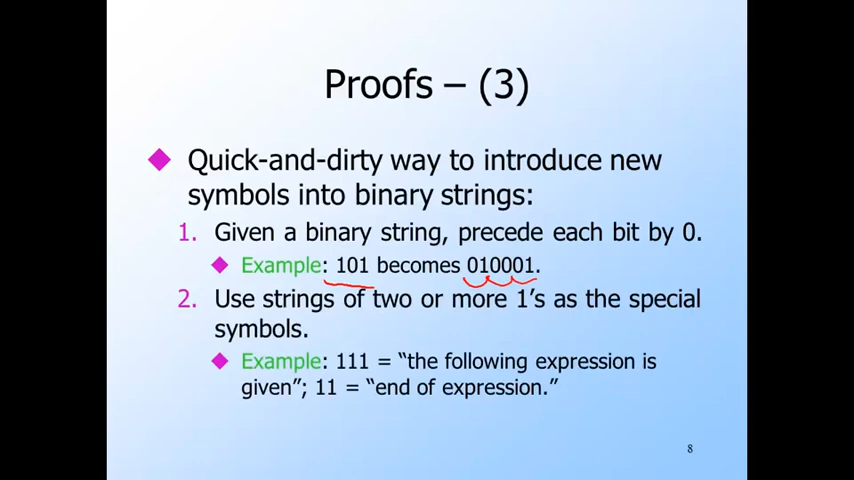 Proofs – (3)
Quick-and-dirty way to introduce new
symbols into binary strings:
1. Given a binary string, precede each bit by 0.
Example: 101 becomes 010001.
2. Use strings of two or more 1's as the special
symbols.
Example: 111 = “the following expression is
given”; 11 = “end of expression.”
8